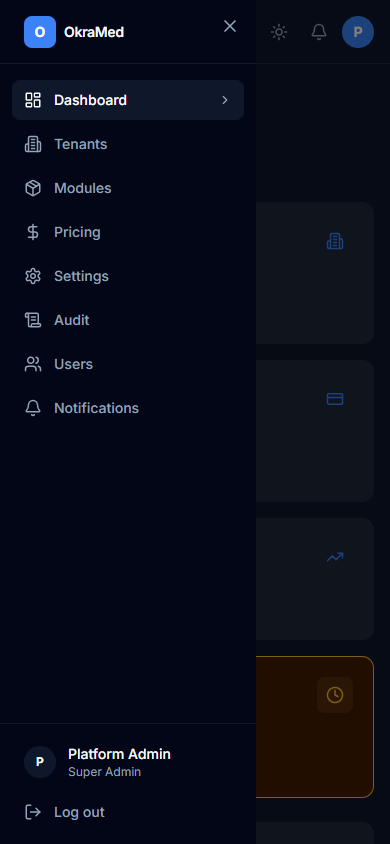 O OkraMed
P
Dashboard
Tenants
Modules
Pricing
Settings
Audit
Users
Notifications
P
Platform Admin
Super Admin
Log out